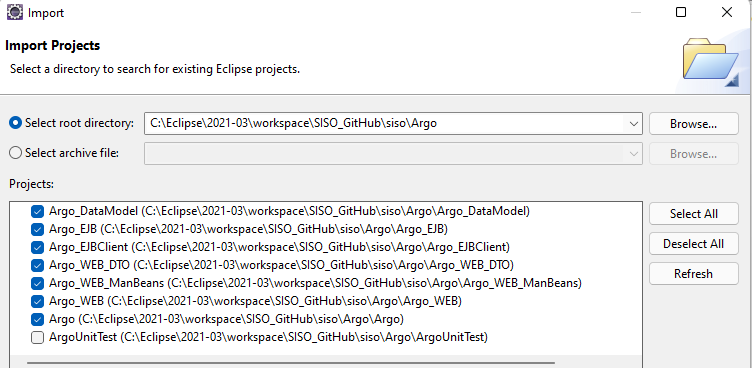 Import
Import Projects
Select a directory to search for existing Eclipse projects.
Select root directory: C:\Eclipse\2021-03\workspace\SISO_GitHub\siso\Argo Browse...
Select archive file: Browse...
Projects:
Argo_DataModel (C:\Eclipse\2021-03\workspace\SISO_GitHub\siso\Argo\Argo_DataModel)
Argo_EJB (C:\Eclipse\2021-03\workspace\SISO_GitHub\siso\Argo\Argo_EJB)
Argo_EJBClient (C:\Eclipse\2021-03\workspace\SISO_GitHub\siso\Argo\Argo_EJBClient)
Argo_WEB_DTO (C:\Eclipse\2021-03\workspace\SISO_GitHub\siso\Argo\Argo_WEB_DTO)
Argo_WEB_ManBeans (C:\Eclipse\2021-03\workspace\SISO_GitHub\siso\Argo\Argo_WEB_ManBeans)
Argo_WEB (C:\Eclipse\2021-03\workspace\SISO_GitHub\siso\Argo\Argo_WEB)
Argo (C:\Eclipse\2021-03\workspace\SISO_GitHub\siso\Argo\Argo)
ArgoUnitTest (C:\Eclipse\2021-03\workspace\SISO_GitHub\siso\Argo\ArgoUnitTest)
Select All
Deselect All
Refresh